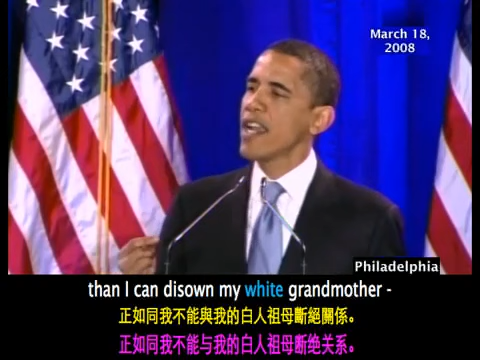 March 18,
2008
Philadelphia
than I can disown my white grandmother -
正如同我不能與我的白人祖母斷絕關係。
正如同我不能与我的白人祖母断绝关系。